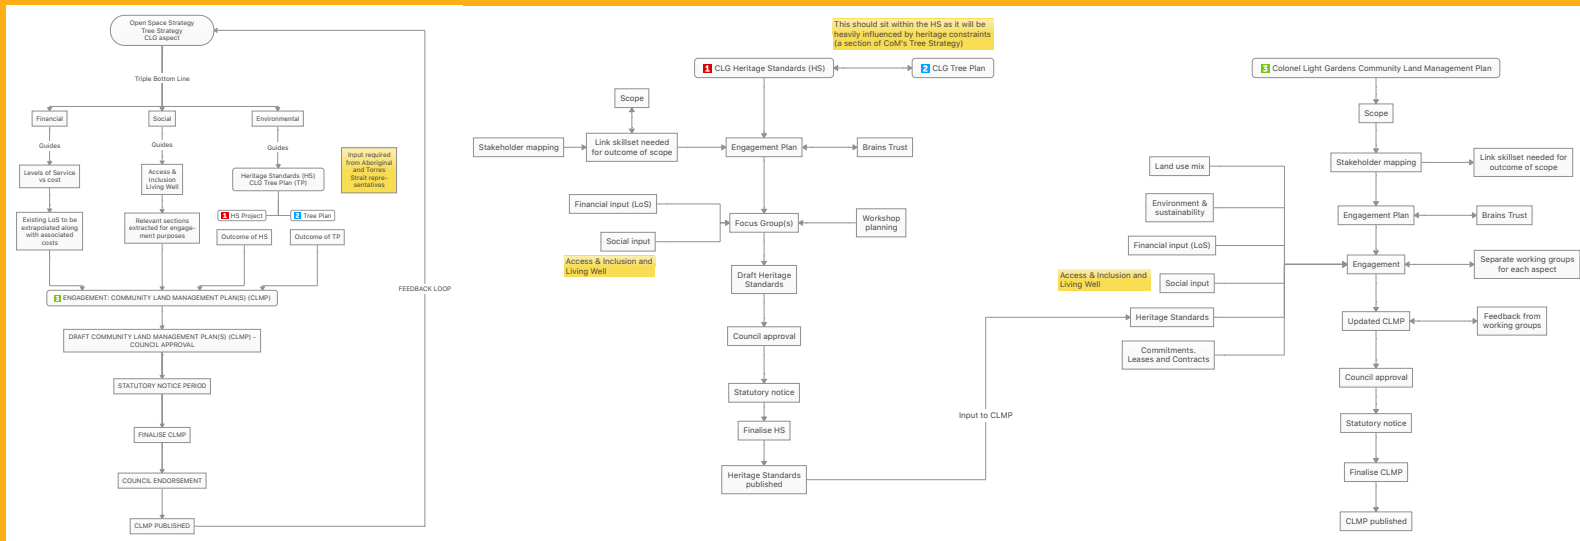 Open Space Strategy
Tree Strategy
CLG aspect
Triple Bottom Line
Financial
Social
Environmental
Guides
Guides
Guides
Levels of Service
vs cost
Access &
Inclusion
Living Well
Heritage Standards (HS)
CLG Tree Plan (TP)
Input required
from Aboriginal
and Torres
Strait repre-
sentatives
Existing LoS to be
extrapolated along
with associated
costs
Relevant sections
extracted for engage-
ment purposes
1 HS Project
2 Tree Plan
Outcome of HS
Outcome of TP
3 ENGAGEMENT: COMMUNITY LAND MANAGEMENT PLAN(S) (CLMP)
DRAFT COMMUNITY LAND MANAGEMENT PLAN(S) (CLMP) -
COUNCIL APPROVAL
STATUTORY NOTICE PERIOD
FINALISE CLMP
COUNCIL ENDORSEMENT
CLMP PUBLISHED
FEEDBACK LOOP
This should sit within the HS as it will be
heavily influenced by heritage constraints
(a section of CoM's Tree Strategy)
1 CLG Heritage Standards (HS)
2 CLG Tree Plan
Scope
Stakeholder mapping
Link skillset needed
for outcome of scope
Engagement Plan
Brains Trust
Financial input (LoS)
Social input
Access & Inclusion and
Living Well
Focus Group(s)
Workshop
planning
Draft Heritage
Standards
Council approval
Statutory notice
Finalise HS
Heritage Standards
published
Input to CLMP
3 Colonel Light Gardens Community Land Management Plan
Scope
Stakeholder mapping
Link skillset needed for
outcome of scope
Land use mix
Environment &
sustainability
Engagement Plan
Brains Trust
Financial input (LoS)
Engagement
Separate working groups
for each aspect
Access & Inclusion and
Living Well
Social input
Heritage Standards
Updated CLMP
Feedback from
working groups
Commitments.
Leases and Contracts
Council approval
Statutory notice
Finalise CLMP
CLMP published